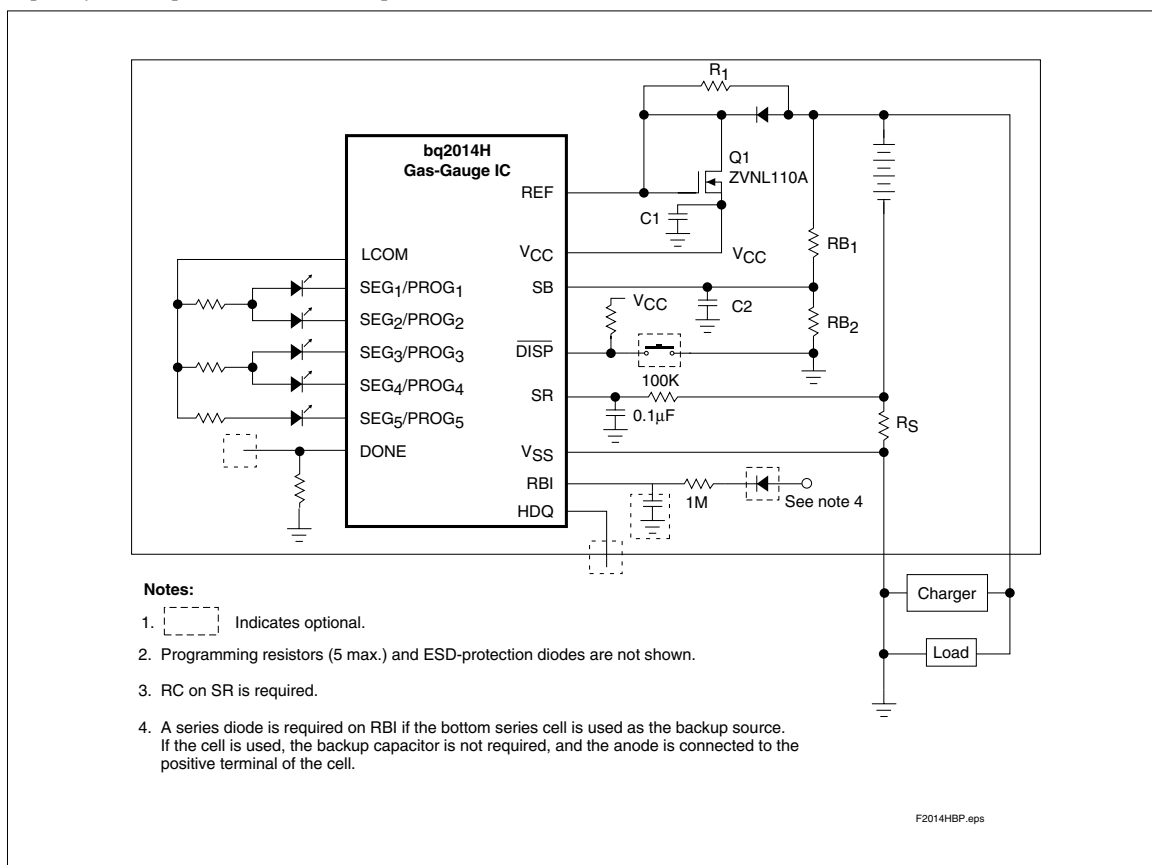 R1
bq2014H
Gas-Gauge IC
Q1
ZVNL110A
REF
C1
VCC
VCC
RB1
LCOM
SEG1/PROG1
SB
C2
SEG2/PROG2
VCC
RB2
SEG3/PROG3
DISP
SEG4/PROG4
100K
SR
SEG5/PROG5
0.1µF
RS
DONE
VSS
RBI
1M
See note 4
HDQ
Notes:
1. Indicates optional.
2. Programming resistors (5 max.) and ESD-protection diodes are not shown.
3. RC on SR is required.
4. A series diode is required on RBI if the bottom series cell is used as the backup source.
If the cell is used, the backup capacitor is not required, and the anode is connected to the
positive terminal of the cell.
Charger
Load
F2014HBP.eps